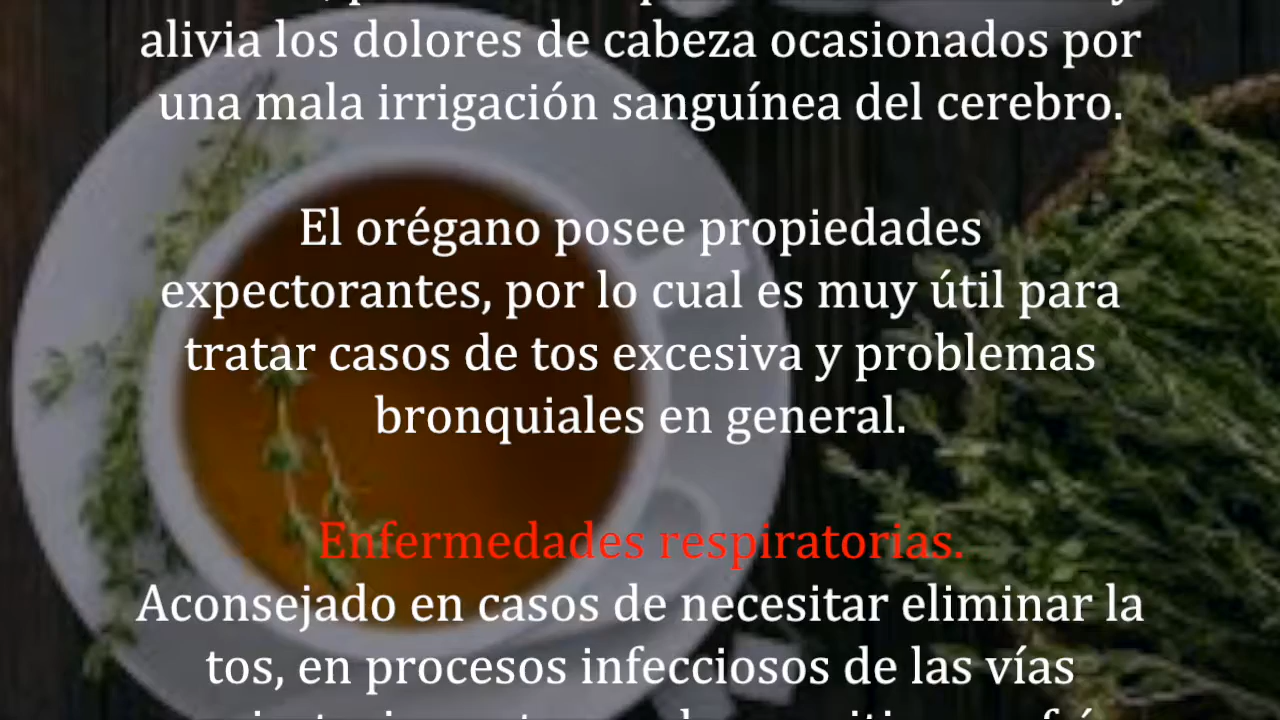 alivia los dolores de cabeza ocasionados por
una mala irrigación sanguínea del cerebro.
El orégano posee propiedades
expectorantes, por lo cual es muy útil para
tratar casos de tos excesiva y problemas
bronquiales en general.
Enfermedades respiratorias.
Aconsejado en casos de necesitar eliminar la
tos, en procesos infecciosos de las vías